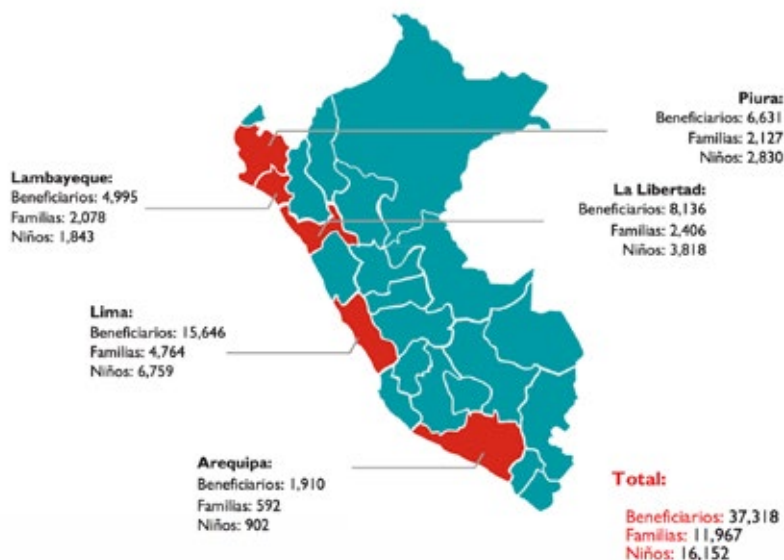 Piura:
Beneficiarios: 6,631
Familias: 2,127
Niños: 2,830
Lambayeque:
Beneficiarios: 4,995
Familias: 2,078
Niños: 1,843
La Libertad:
Beneficiarios: 8,136
Familias: 2,406
Niños: 3,818
Lima:
Beneficiarios: 15,646
Familias: 4,764
Niños: 6,759
Arequipa:
Beneficiarios: 1,910
Familias: 592
Niños: 902
Total:
Beneficiarios: 37,318
Familias: 11,967
Niños: 16,152